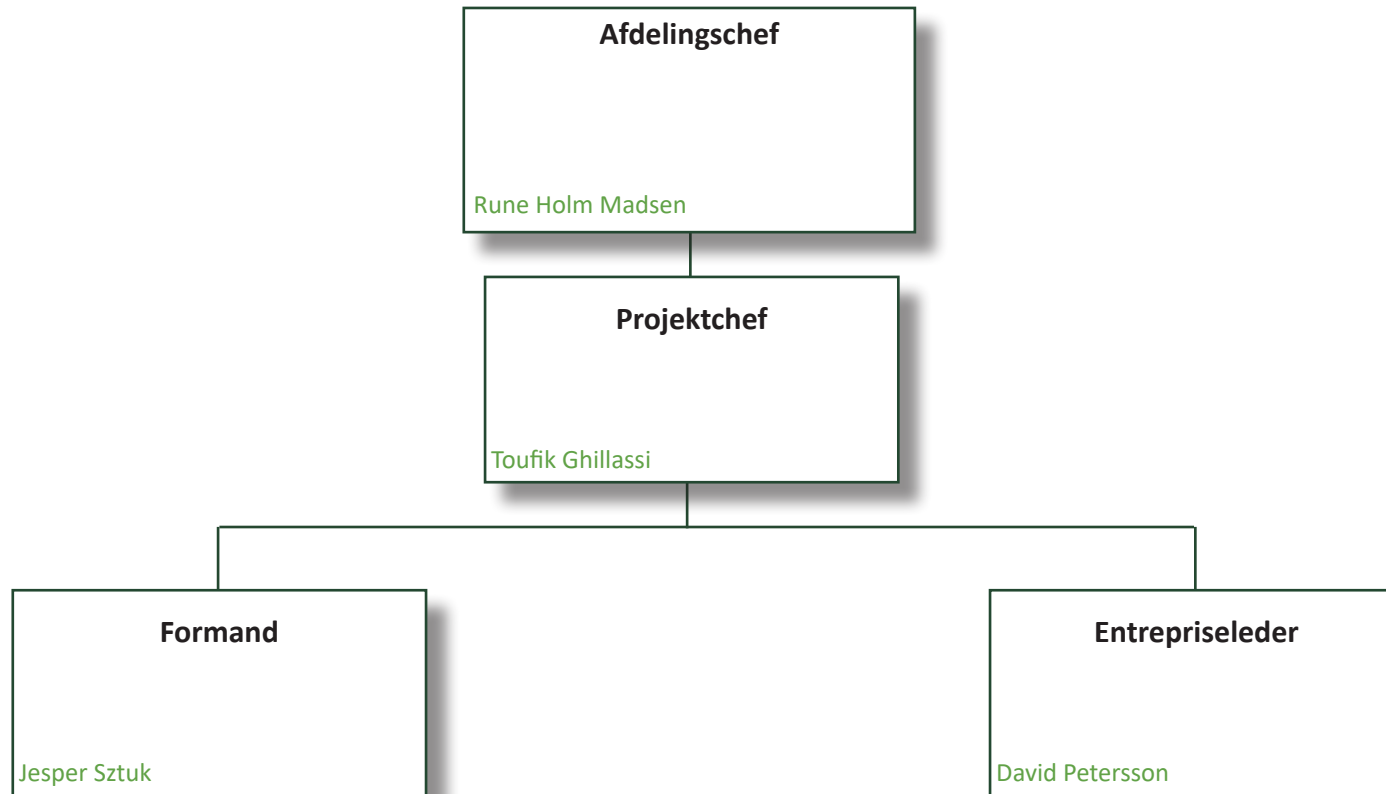 Afdelingschef
Rune Holm Madsen
Projektchef
Toufik Ghillassi
Formand
Jesper Sztuk
Entrepriseleder
David Petersson